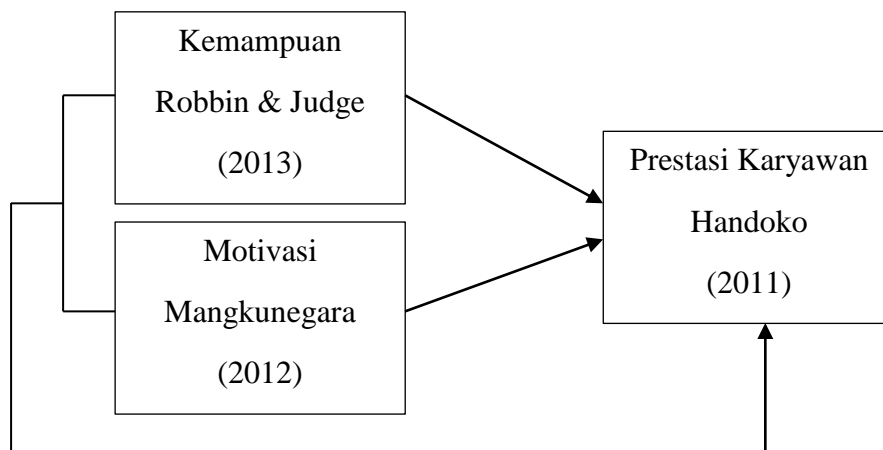 Kemampuan
Robbin & Judge
(2013)
Motivasi
Mangkunegara
(2012)
Prestasi Karyawan
Handoko
(2011)